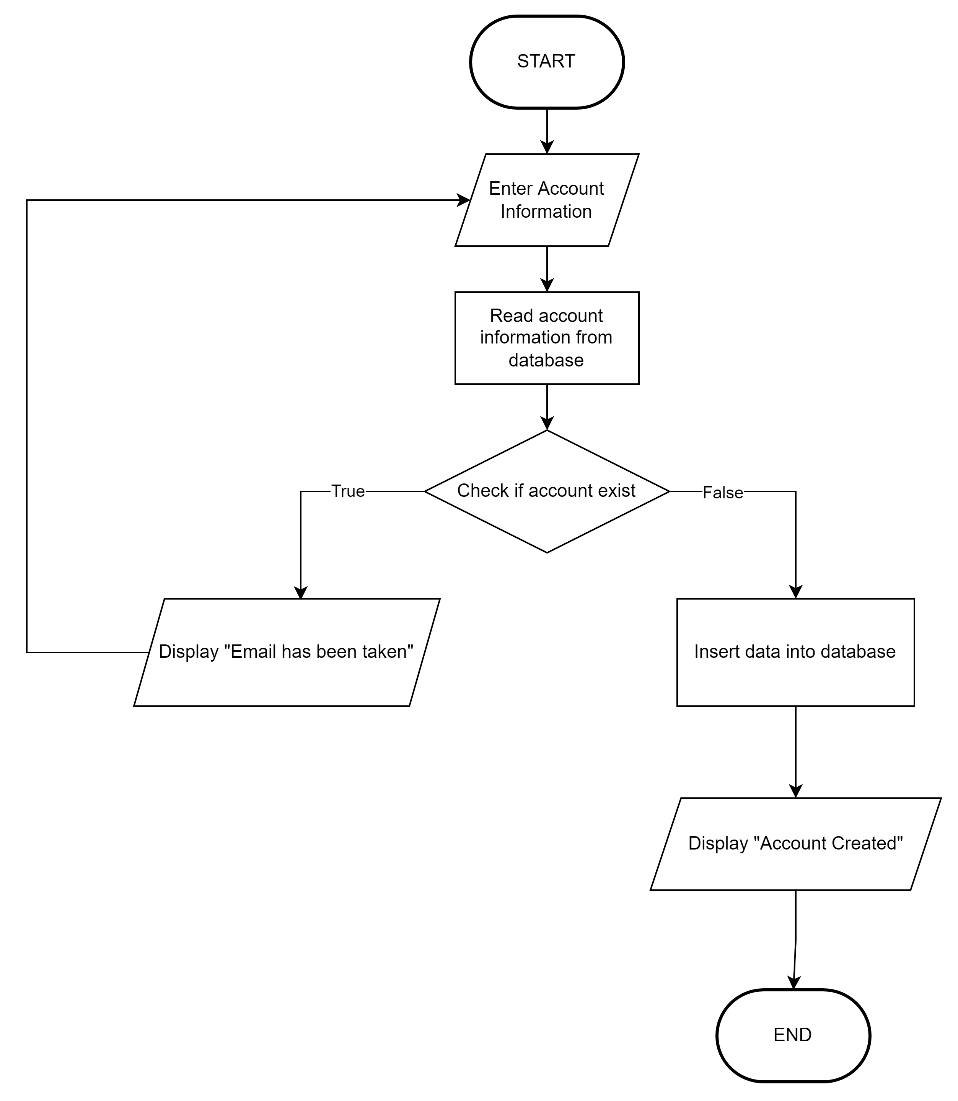 START
Enter Account
Information
Read account
information from
database
Check if account exist
True
False
Display "Email has been taken"
Insert data into database
Display "Account Created"
END